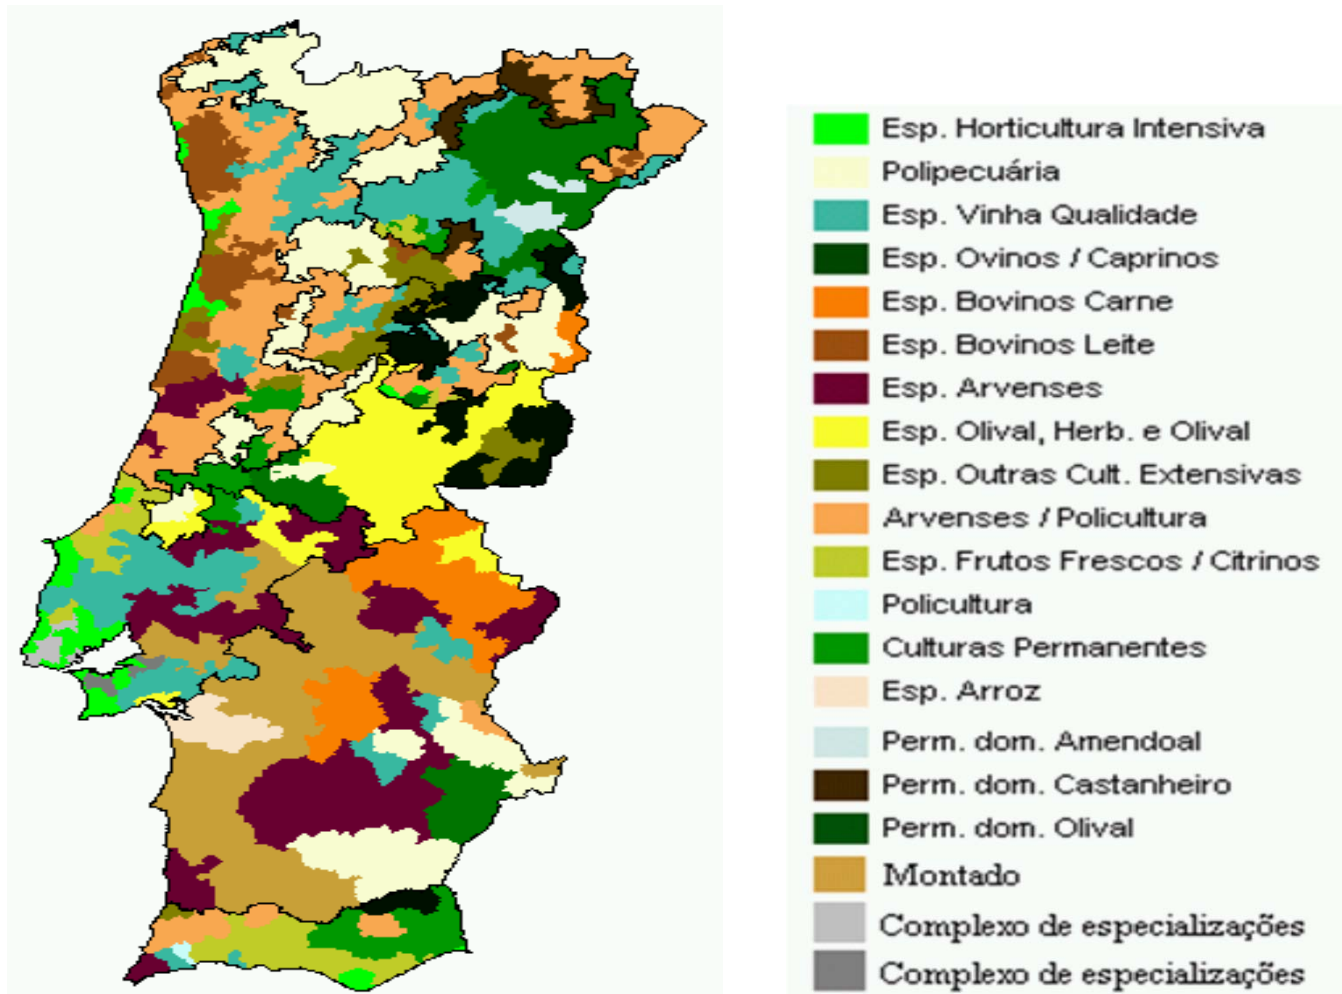 Esp. Horticultura Intensiva
Polipecuária
Esp. Vinha Qualidade
Esp. Ovinos / Caprinos
Esp. Bovinos Carne
Esp. Bovinos Leite
Esp. Arvenses
Esp. Olival, Herb. e Olival
Esp. Outras Cult. Extensivas
Arvenses / Policultura
Esp. Frutos Frescos / Citrinos
Policultura
Culturas Permanentes
Esp. Arroz
Perm. dom. Amendoal
Perm. dom. Castanheiro
Perm. dom. Olival
Montado
Complexo de especializações
Complexo de especializações